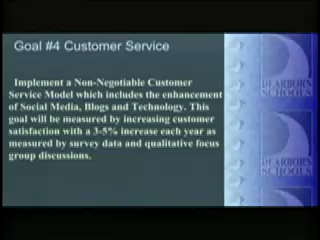 Goal #4 Customer Service
Implement a Non-Negotiable Customer
Service Model which includes the enhancement
of Social Media, Blogs and Technology. This
goal will be measured by increasing customer
satisfaction with a 3-5% increase each year as
measured by survey data and qualitative focus
group discussions.
DEARBORN
SCHOOLS
DEARBORN
SCHOOLS